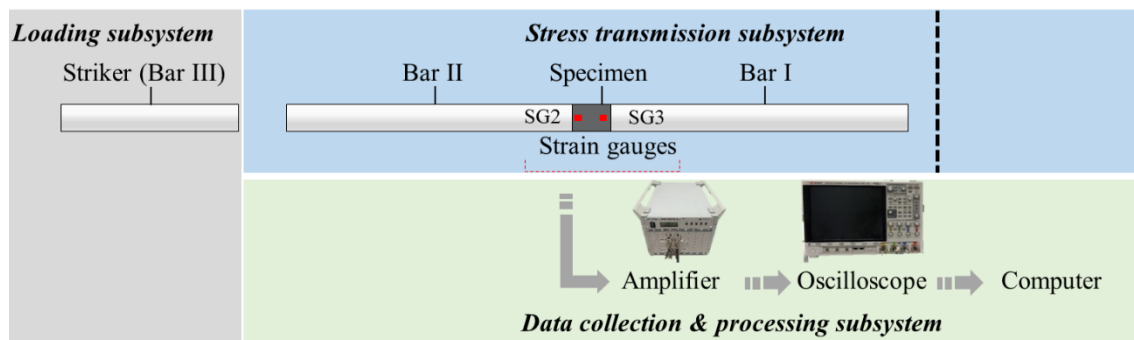 Loading subsystem
Stress transmission subsystem
Striker (Bar III)
Bar II
Specimen
Bar I
SG2
SG3
Strain gauges
Amplifier
Oscilloscope
Computer
Data collection & processing subsystem